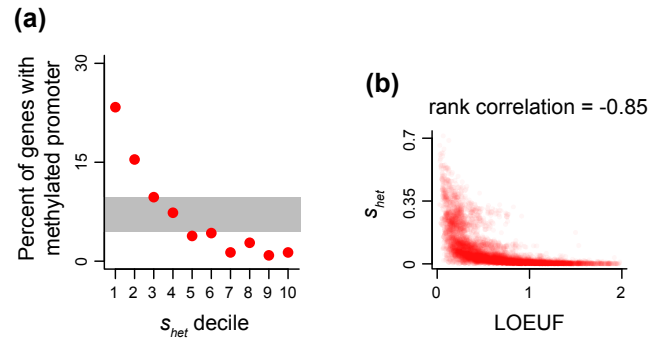 (a)
Percent of genes with
methylated promoter
30
15
0
1 2 3 4 5 6 7 8 9 10
s_het decile
(b)
rank correlation = -0.85
s_het
0.7
0.35
0
0 1 2
LOEUF